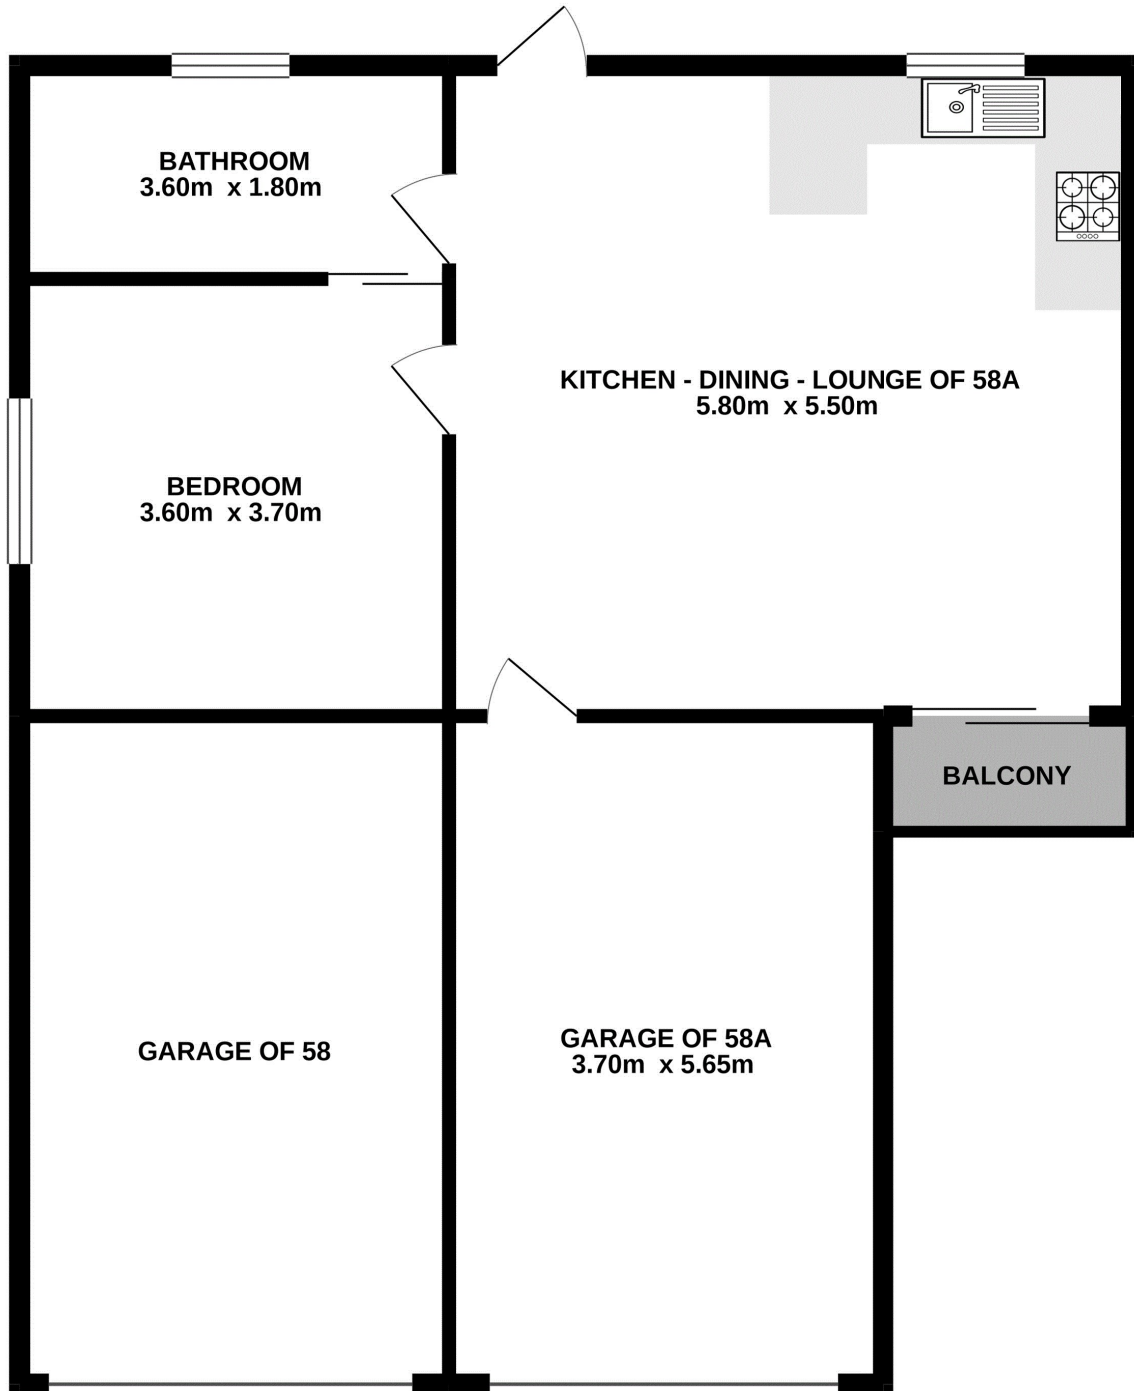 BATHROOM
3.60m x 1.80m
KITCHEN - DINING - LOUNGE OF 58A
5.80m x 5.50m
BEDROOM
3.60m x 3.70m
BALCONY
GARAGE OF 58
GARAGE OF 58A
3.70m x 5.65m